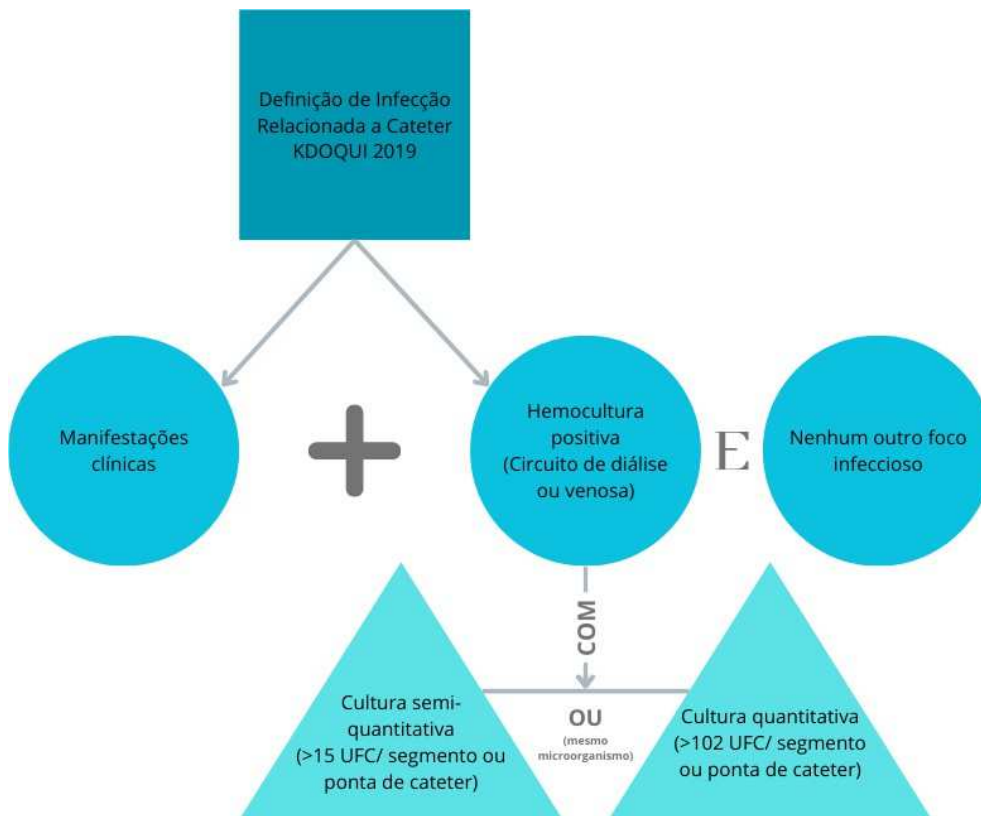 Definição de Infecção
Relacionada a Cateter
KDOQUI 2019
Manifestações
clínicas
Hemocultura
positiva
(Circuito de diálise
ou venosa)
E
Nenhum outro foco
infeccioso
COM
Cultura semi-
quantitativa
(>15 UFC/ segmento ou
ponta de cateter)
OU
(mesmo
microorganismo)
Cultura quantitativa
(>102 UFC/ segmento
ou ponta de cateter)